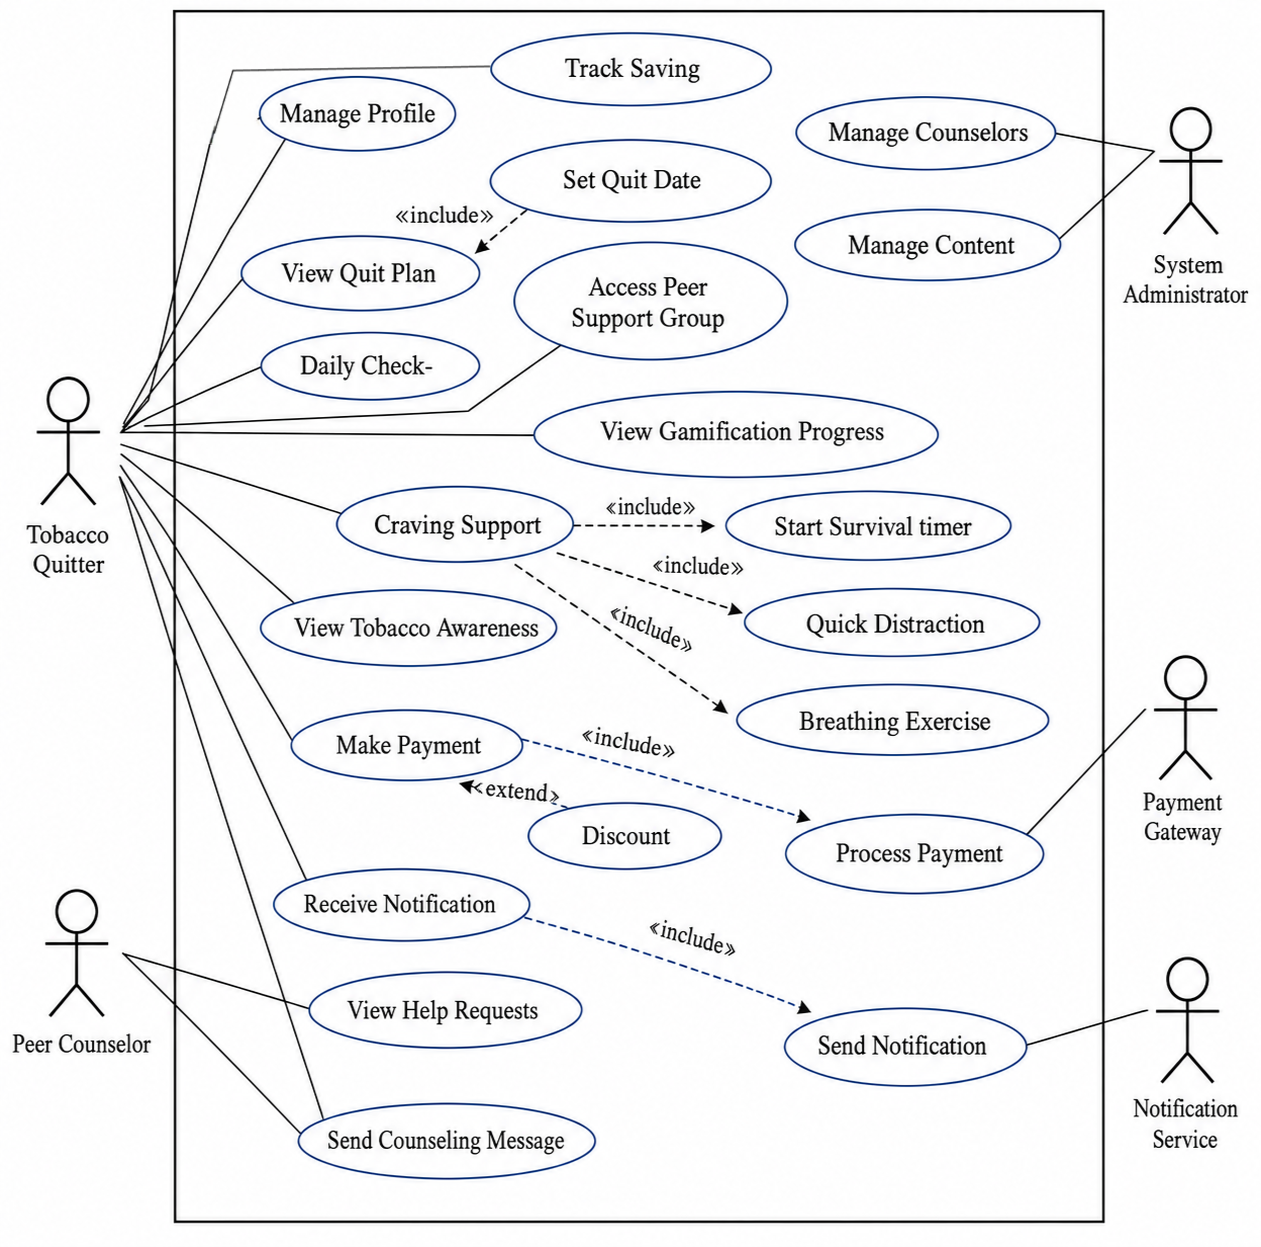 Track Saving
Manage Profile
Manage Counselors
Set Quit Date
«include»
View Quit Plan
Manage Content
System
Administrator
Access Peer
Support Group
Daily Check-
View Gamification Progress
Tobacco
Quitter
Craving Support
«include»
Start Survival timer
«include»
Quick Distraction
«include»
View Tobacco Awareness
Breathing Exercise
Make Payment
«include»
<extend»
Discount
Process Payment
Payment
Gateway
Receive Notification
«include»
View Help Requests
Peer Counselor
Send Notification
Notification
Service
Send Counseling Message